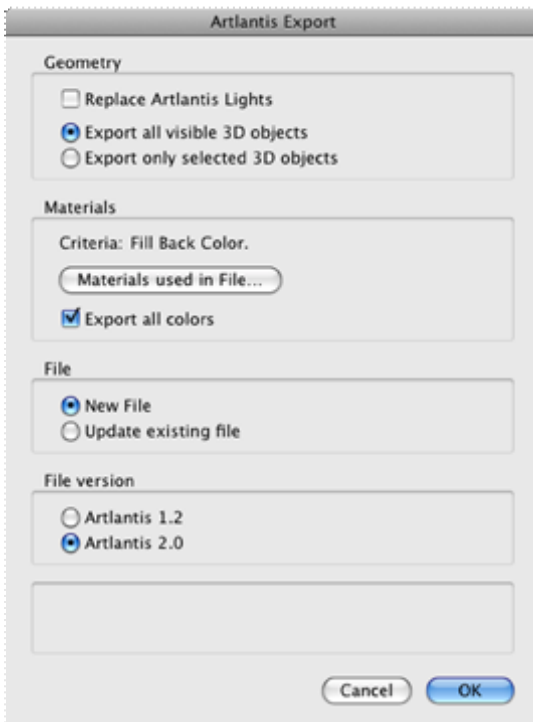 Artlantis Export
Geometry
Replace Artlantis Lights
Export all visible 3D objects
Export only selected 3D objects
Materials
Criteria: Fill Back Color.
Materials used in File...
Export all colors
File
New File
Update existing file
File version
Artlantis 1.2
Artlantis 2.0
Cancel OK